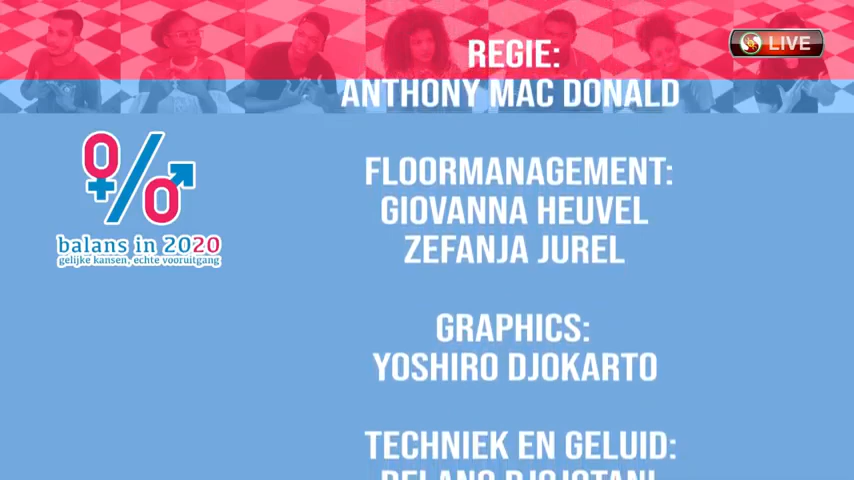 LIVE
REGIE:
ANTHONY MAC DONALD
FLOORMANAGEMENT:
GIOVANNA HEUVEL
ZEFANJA JUREL
balans in 2020
gelijke kansen, echte vooruitgang
GRAPHICS:
YOSHIRO DJOKARTO
TECHNIEK EN GELUID: